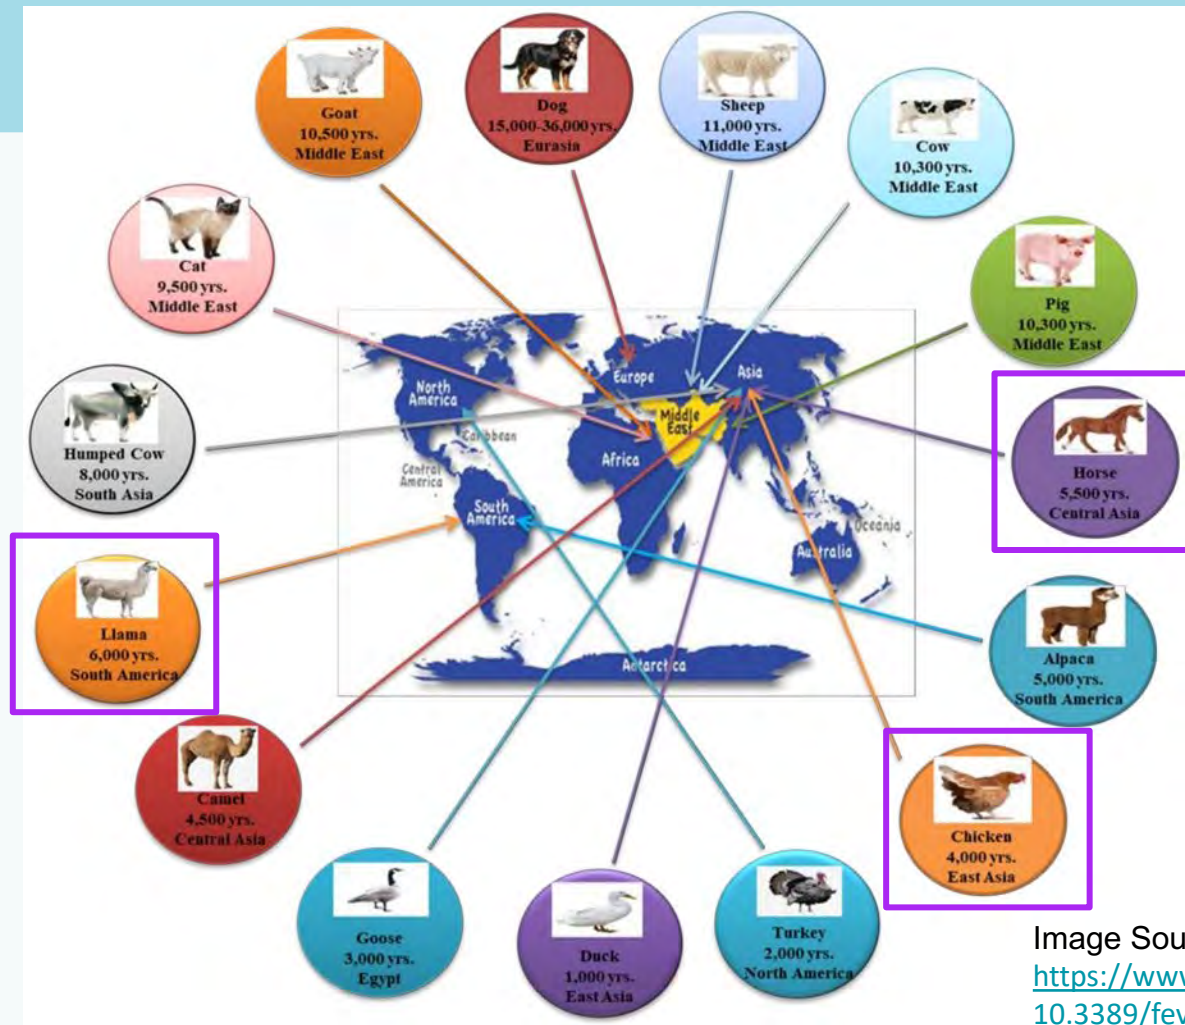 Goat
10,500 yrs.
Middle East
Dog
15,000-36,000 yrs.
Eurasia
Sheep
11,000 yrs.
Middle East
Cow
10,300 yrs.
Middle East
Cat
9,500 yrs.
Middle East
Pig
10,300 yrs.
Middle East
Humped Cow
8,000 yrs.
South Asia
Horse
5,500 yrs.
Central Asia
North
America
Caribbean
Central
America
South
America
Europe
Asia
Middle
East
Africa
Oceania
Australia
Antarctica
Llama
6,000 yrs.
South America
Alpaca
5,000 yrs.
South America
Camel
4,500 yrs.
Central Asia
Chicken
4,000 yrs.
East Asia
Goose
3,000 yrs.
Egypt
Duck
1,000 yrs.
East Asia
Turkey
2,000 yrs.
North America
Image Sou
https://www
10.3389/fev